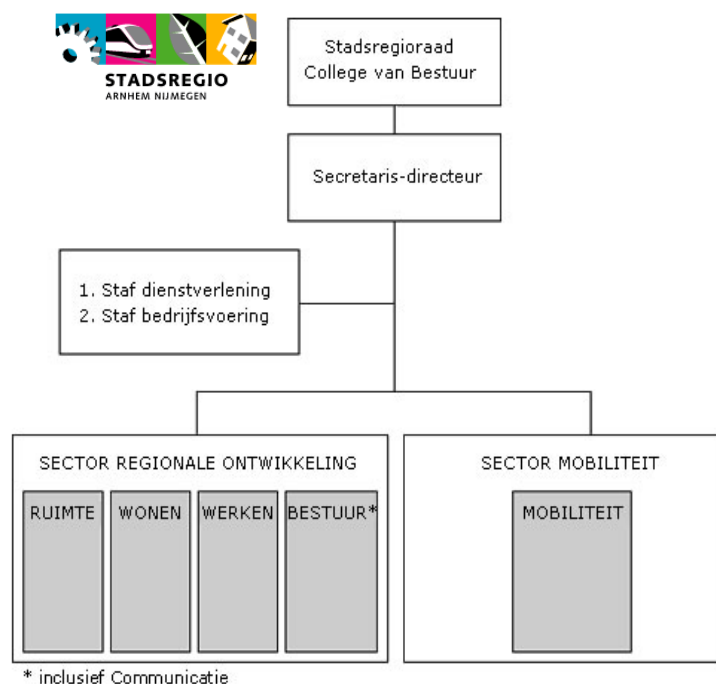 STADSREGIO
ARNHEM NIJMEGEN
Stadsregioraad
College van Bestuur
Secretaris-directeur
1. Staf dienstverlening
2. Staf bedrijfsvoering
SECTOR REGIONALE ONTWIKKELING
RUIMTE
WONEN
WERKEN
BESTUUR*
SECTOR MOBILITEIT
MOBILITEIT
* inclusief Communicatie